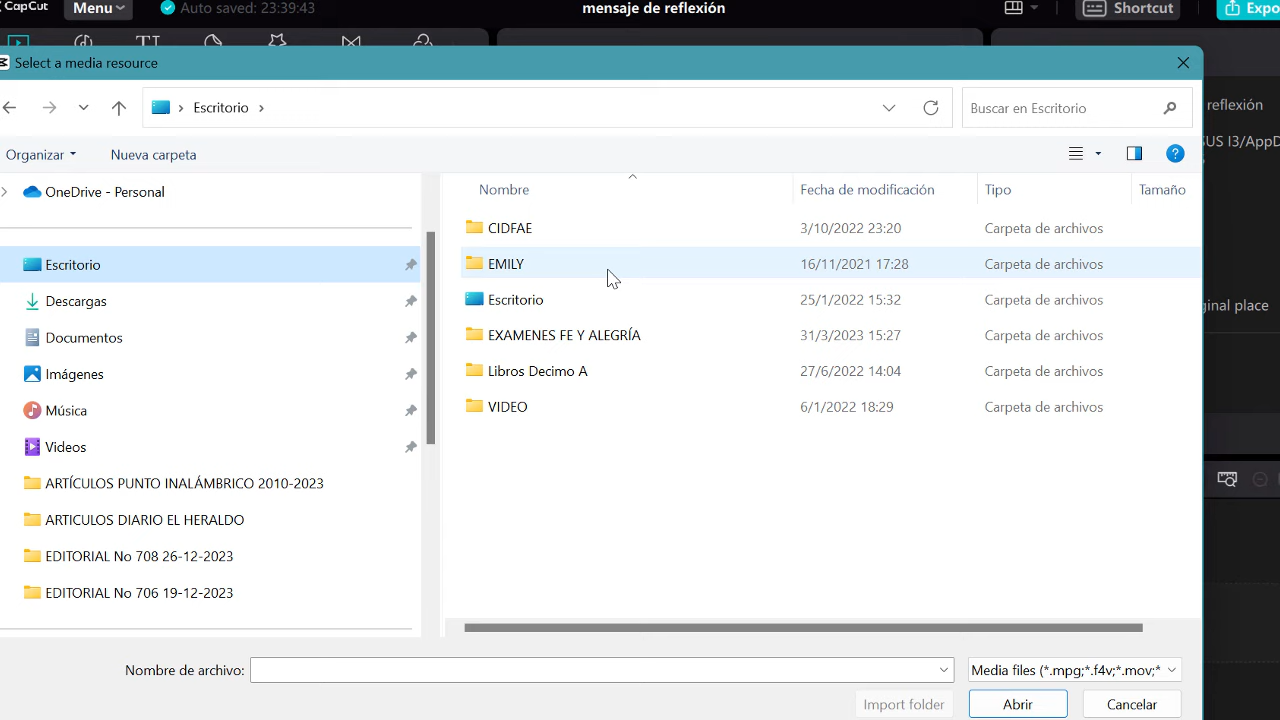 CapCut Menu Auto saved: 23:39:43 mensaje de reflexión Shortcut Expo
Select a media resource
Escritorio
Buscar en Escritorio
Organizar Nueva carpeta
OneDrive - Personal
Escritorio
Descargas
Documentos
Imágenes
Música
Videos
ARTÍCULOS PUNTO INALÁMBRICO 2010-2023
ARTICULOS DIARIO EL HERALDO
EDITORIAL No 708 26-12-2023
EDITORIAL No 706 19-12-2023
Nombre Fecha de modificación Tipo Tamaño
CIDFAE 3/10/2022 23:20 Carpeta de archivos
EMILY 16/11/2021 17:28 Carpeta de archivos
Escritorio 25/1/2022 15:32 Carpeta de archivos
EXAMENES FE Y ALEGRÍA 31/3/2023 15:27 Carpeta de archivos
Libros Decimo A 27/6/2022 14:04 Carpeta de archivos
VIDEO 6/1/2022 18:29 Carpeta de archivos
reflexión
SUS I3/AppD
ginal place
Nombre de archivo: Media files (*.mpg;*.f4v;*.mov;*
Import folder Abrir Cancelar